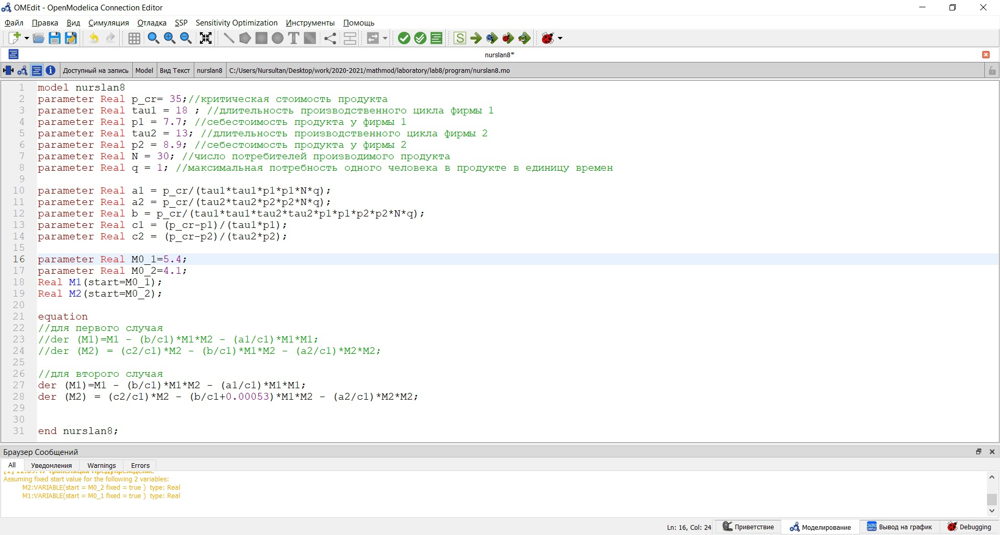 OMEdit - OpenModelica Connection Editor
Файл Правка Вид Симуляция Отладка SSP Sensitivity Optimization Инструменты Помощь
nurslan8*
Доступный на запись Model Вид Текст nurslan8 C:/Users/Nursultan/Desktop/work/2020-2021/mathmod/laboratory/lab8/program/nurslan8.mo
1 model nurslan8
2 parameter Real p_cr= 35;//критическая стоимость продукта
3 parameter Real tau1 = 18 ; //длительность производственного цикла фирмы 1
4 parameter Real p1 = 7.7; //себестоимость продукта у фирмы 1
5 parameter Real tau2 = 13; //длительность производственного цикла фирмы 2
6 parameter Real p2 = 8.9; //себестоимость продукта у фирмы 2
7 parameter Real N = 30; //число потребителей производимого продукта
8 parameter Real q = 1; //максимальная потребность одного человека в продукте в единицу времен
9
10 parameter Real a1 = p_cr/(tau1*tau1*p1*p1*N*q);
11 parameter Real a2 = p_cr/(tau2*tau2*p2*p2*N*q);
12 parameter Real b = p_cr/(tau1*tau1*tau2*tau2*p1*p1*p2*p2*N*q);
13 parameter Real c1 = (p_cr-p1)/(tau1*p1);
14 parameter Real c2 = (p_cr-p2)/(tau2*p2);
15
16 parameter Real M0_1=5.4;
17 parameter Real M0_2=4.1;
18 Real M1(start=M0_1);
19 Real M2(start=M0_2);
20
21 equation
22 //для первого случая
23 //der (M1)=M1 - (b/c1)*M1*M2 - (a1/c1)*M1*M1;
24 //der (M2) = (c2/c1)*M2 - (b/c1)*M1*M2 - (a2/c1)*M2*M2;
25
26 //для второго случая
27 der (M1)=M1 - (b/c1)*M1*M2 - (a1/c1)*M1*M1;
28 der (M2) = (c2/c1)*M2 - (b/c1+0.00053)*M1*M2 - (a2/c1)*M2*M2;
29
30
31 end nurslan8;
Браузер Сообщений
All Уведомления Warnings Errors
Assuming fixed start value for the following 2 variables:
M2:VARIABLE(start = M0_2 fixed = true ) type: Real
M1:VARIABLE(start = M0_1 fixed = true ) type: Real
Ln: 16, Col: 24 Приветствие Моделирование Вывод на график Debugging